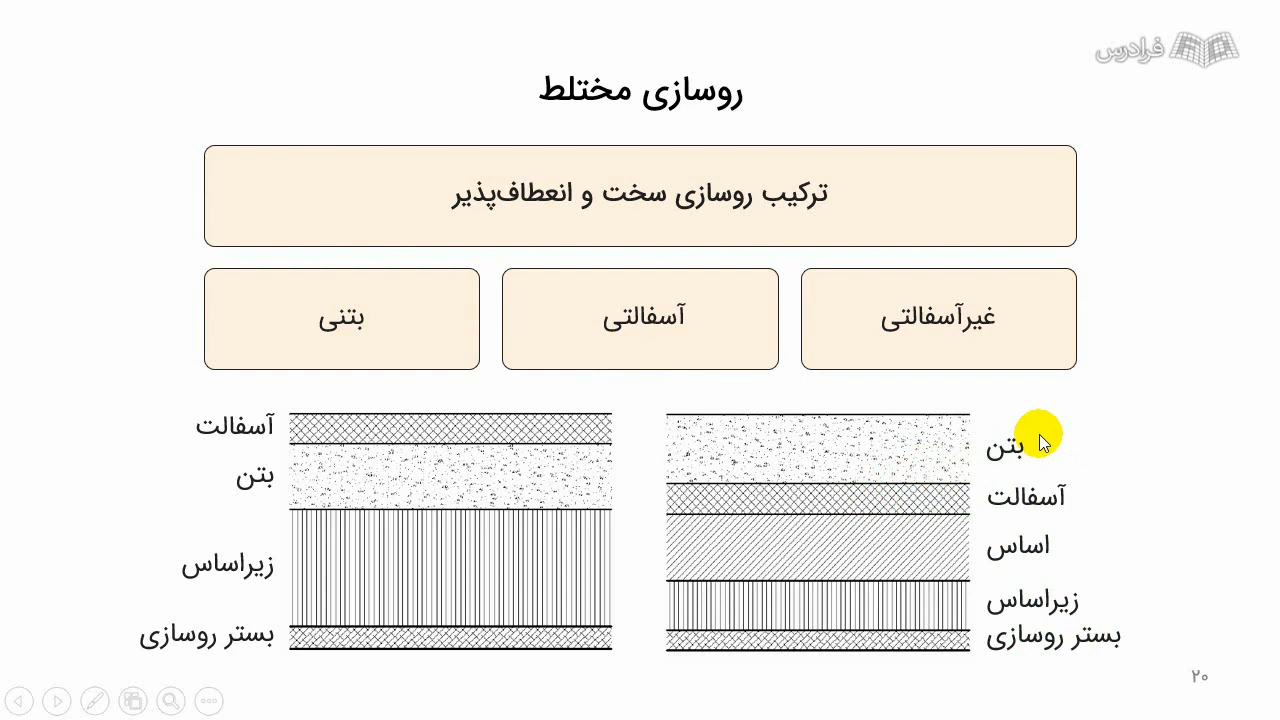 فرادرس
روسازی مختلط
ترکیب روسازی سخت و انعطاف‌پذیر
غیرآسفالتی
آسفالتی
بتنی
بتن
آسفالت
اساس
زیراساس
بستر روسازی
آسفالت
بتن
زیراساس
بستر روسازی
۲۰